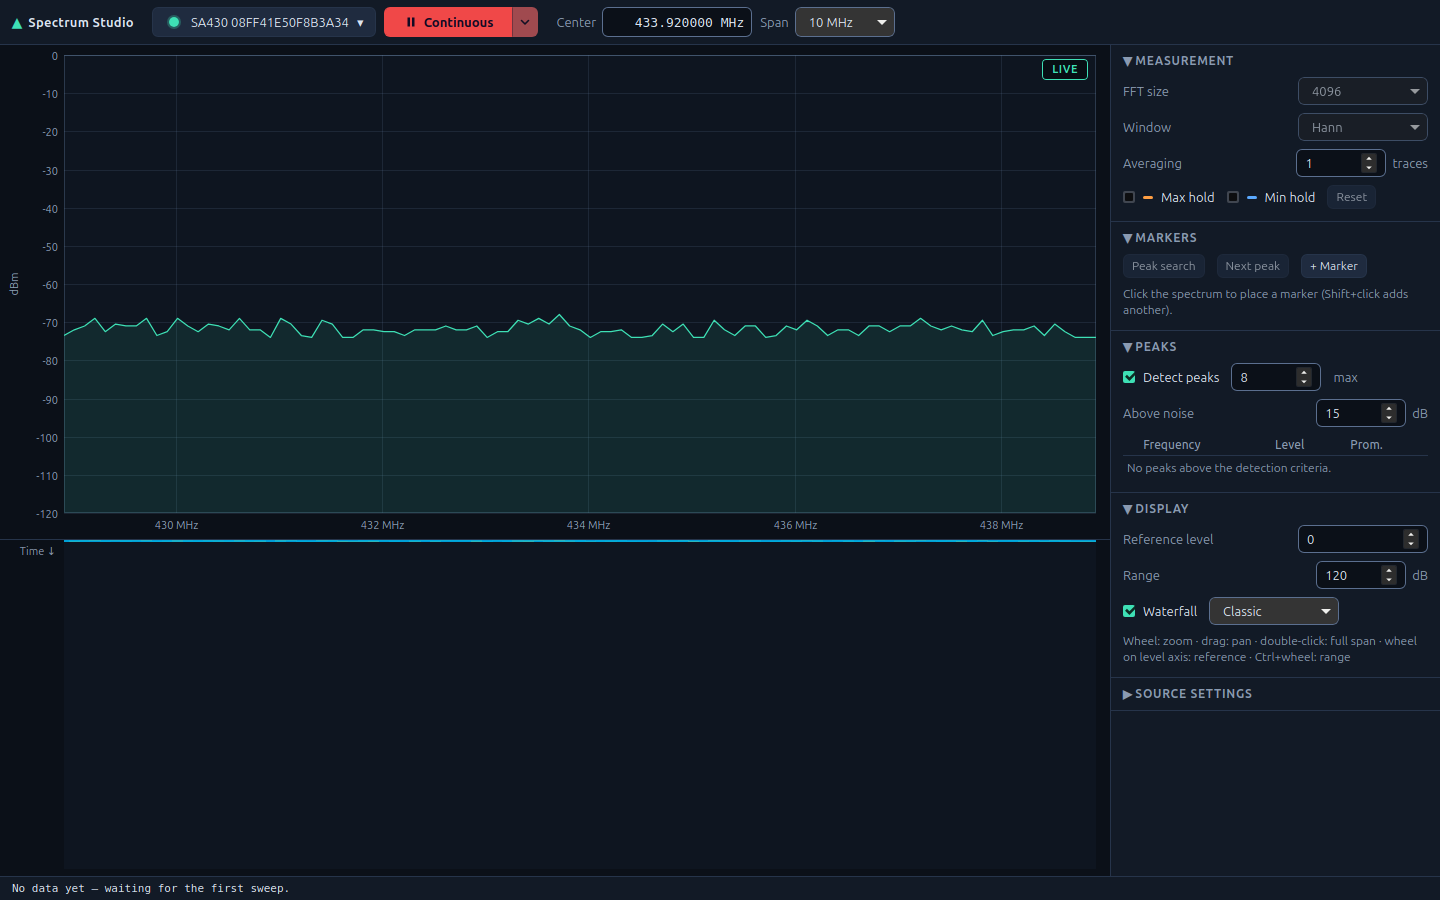 Spectrum Studio
SA430 08FF41E50F8B3A34
Continuous
Center 433.920000 MHz
Span 10 MHz
LIVE
0
-10
-20
-30
-40
-50
-60
-70
-80
-90
-100
-110
-120
dBm
430 MHz 432 MHz 434 MHz 436 MHz 438 MHz
Time ↓
▼ MEASUREMENT
FFT size 4096
Window Hann
Averaging 1 traces
Max hold Min hold Reset
▼ MARKERS
Peak search Next peak + Marker
Click the spectrum to place a marker (Shift+click adds
another).
▼ PEAKS
Detect peaks 8 max
Above noise 15 dB
Frequency Level Prom.
No peaks above the detection criteria.
▼ DISPLAY
Reference level 0
Range 120 dB
Waterfall Classic
Wheel: zoom · drag: pan · double-click: full span · wheel
on level axis: reference · Ctrl+wheel: range
▶ SOURCE SETTINGS
No data yet — waiting for the first sweep.